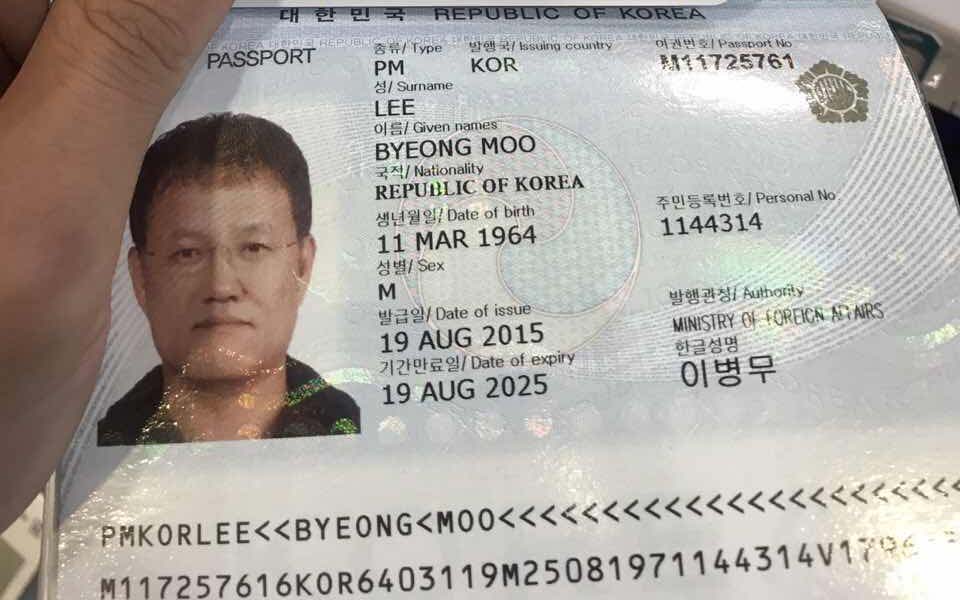 대한민국 REPUBLIC OF KOREA
PASSPORT
종류/ Type 발행국/ Issuing country 여권번호/ Passport No
PM KOR M11725761
성/ Surname
LEE
이름/ Given names
BYEONG MOO
국적/ Nationality
REPUBLIC OF KOREA
생년월일/ Date of birth 주민등록번호/ Personal No
11 MAR 1964 1144314
성별/ Sex
M
발급일/ Date of issue 발행관청/ Authority
19 AUG 2015 MINISTRY OF FOREIGN AFFAIRS
기간만료일/ Date of expiry 한글성명
19 AUG 2025 이병무
PMKORLEE<<BYEONG<MOO<<<<<<<<<<<<<<<<<<<<<<<<
M117257616KOR6403119M25081971144314V17